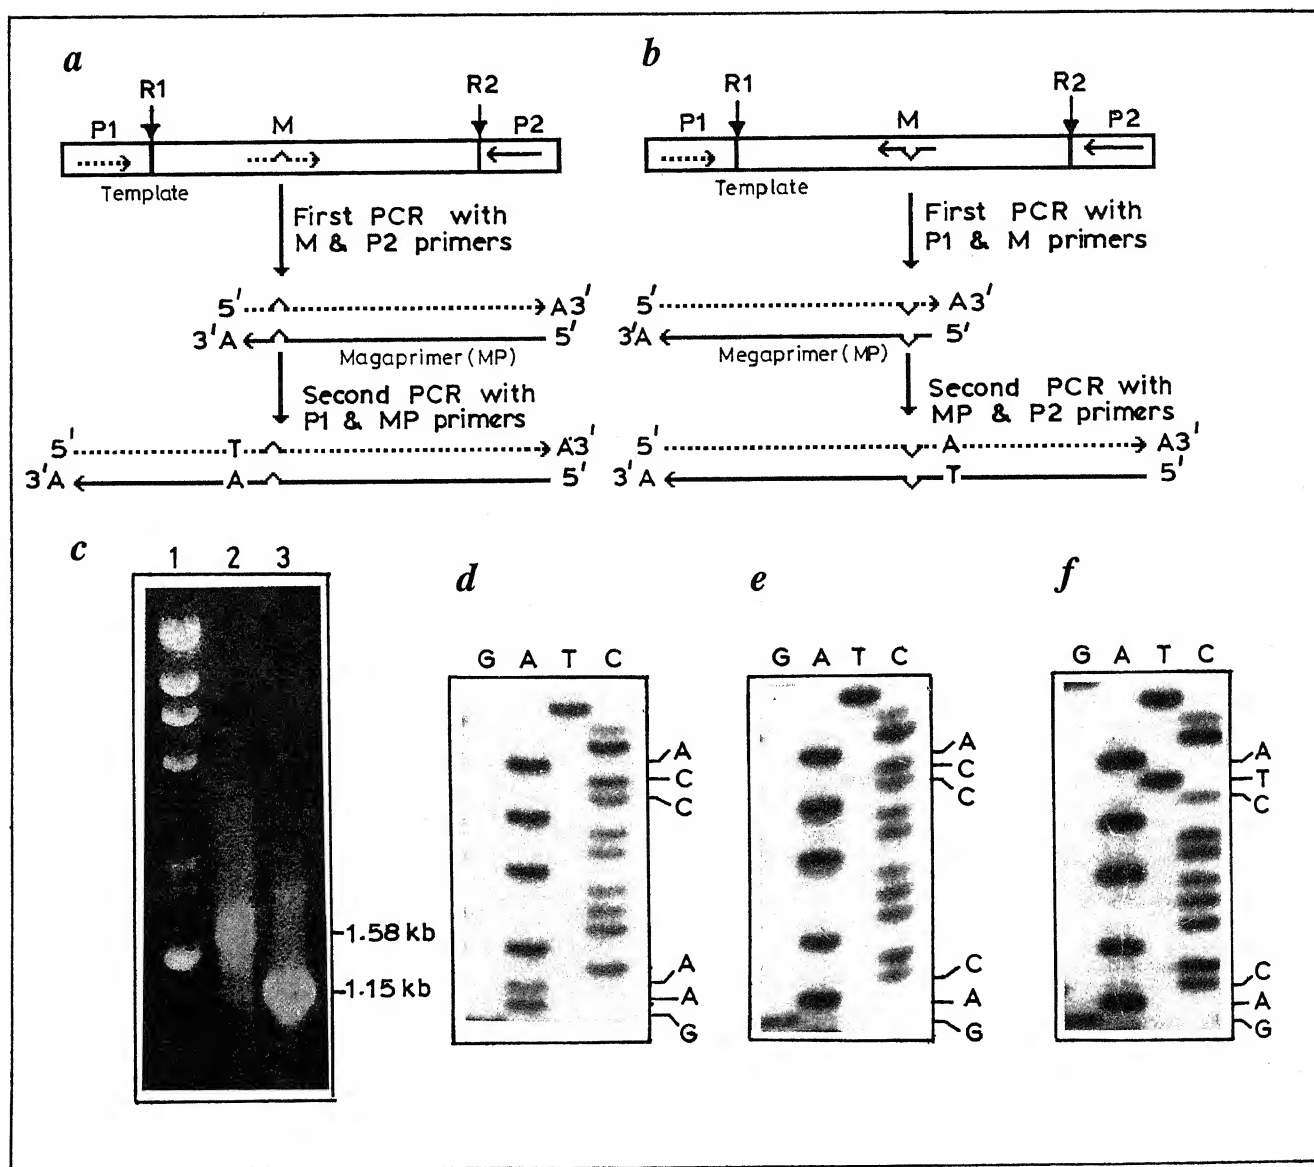 a
R1 R2
P1 M P2
Template
First PCR with
M & P2 primers
5' A3'
3'A 5'
Magaprimer (MP)
Second PCR with
P1 & MP primers
5' T A3'
3'A A 5'
b
R1 R2
P1 M P2
Template
First PCR with
P1 & M primers
5' A3'
3'A 5'
Megaprimer (MP)
Second PCR with
MP & P2 primers
5' A A3'
3'A T 5'
c
1 2 3
1.58 kb
1.15 kb
d
G A T C
A
C
C
A
A
G
e
G A T C
A
C
C
C
A
G
f
G A T C
A
T
C
C
A
G